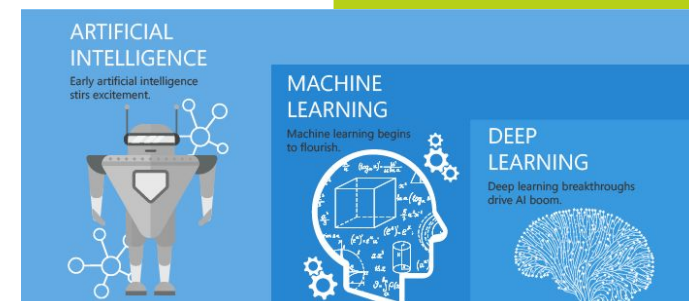 ARTIFICIAL
INTELLIGENCE
Early artificial intelligence
stirs excitement.
MACHINE
LEARNING
Machine learning begins
to flourish.
DEEP
LEARNING
Deep learning breakthroughs
drive AI boom.